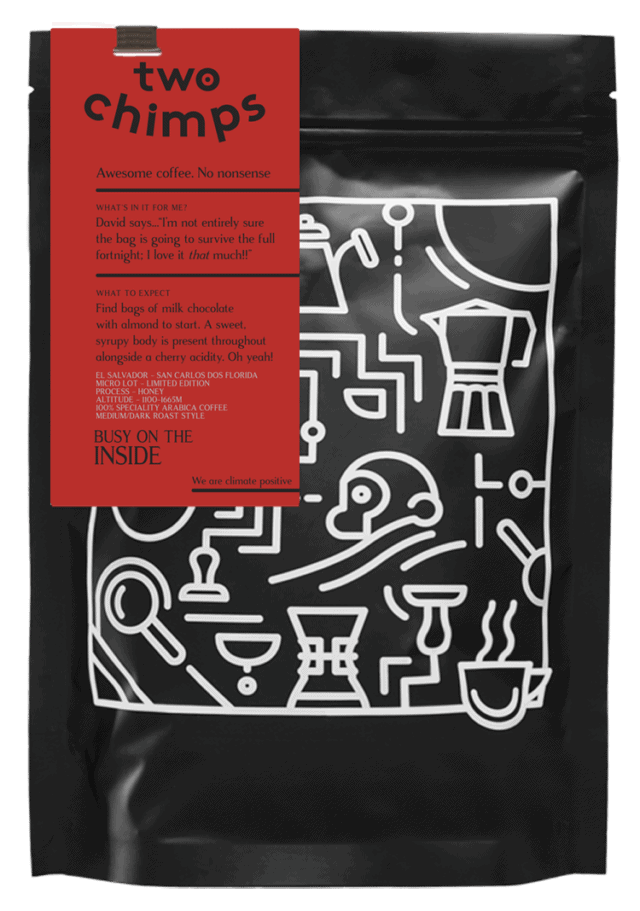 two
chimps
Awesome coffee. No nonsense
WHAT'S IN IT FOR ME?
David says..."I'm not entirely sure
the bag is going to survive the full
fortnight; I love it that much!!"
WHAT TO EXPECT
Find bags of milk chocolate
with almond to start. A sweet,
syrupy body is present throughout
alongside a cherry acidity. Oh yeah!
EL SALVADOR - SAN CARLOS DOS FLORIDA
MICRO LOT - LIMITED EDITION
PROCESS - HONEY
ALTITUDE - 1100-1665M
100% SPECIALITY ARABICA COFFEE
MEDIUM/DARK ROAST STYLE
BUSY ON THE
INSIDE
We are climate positive